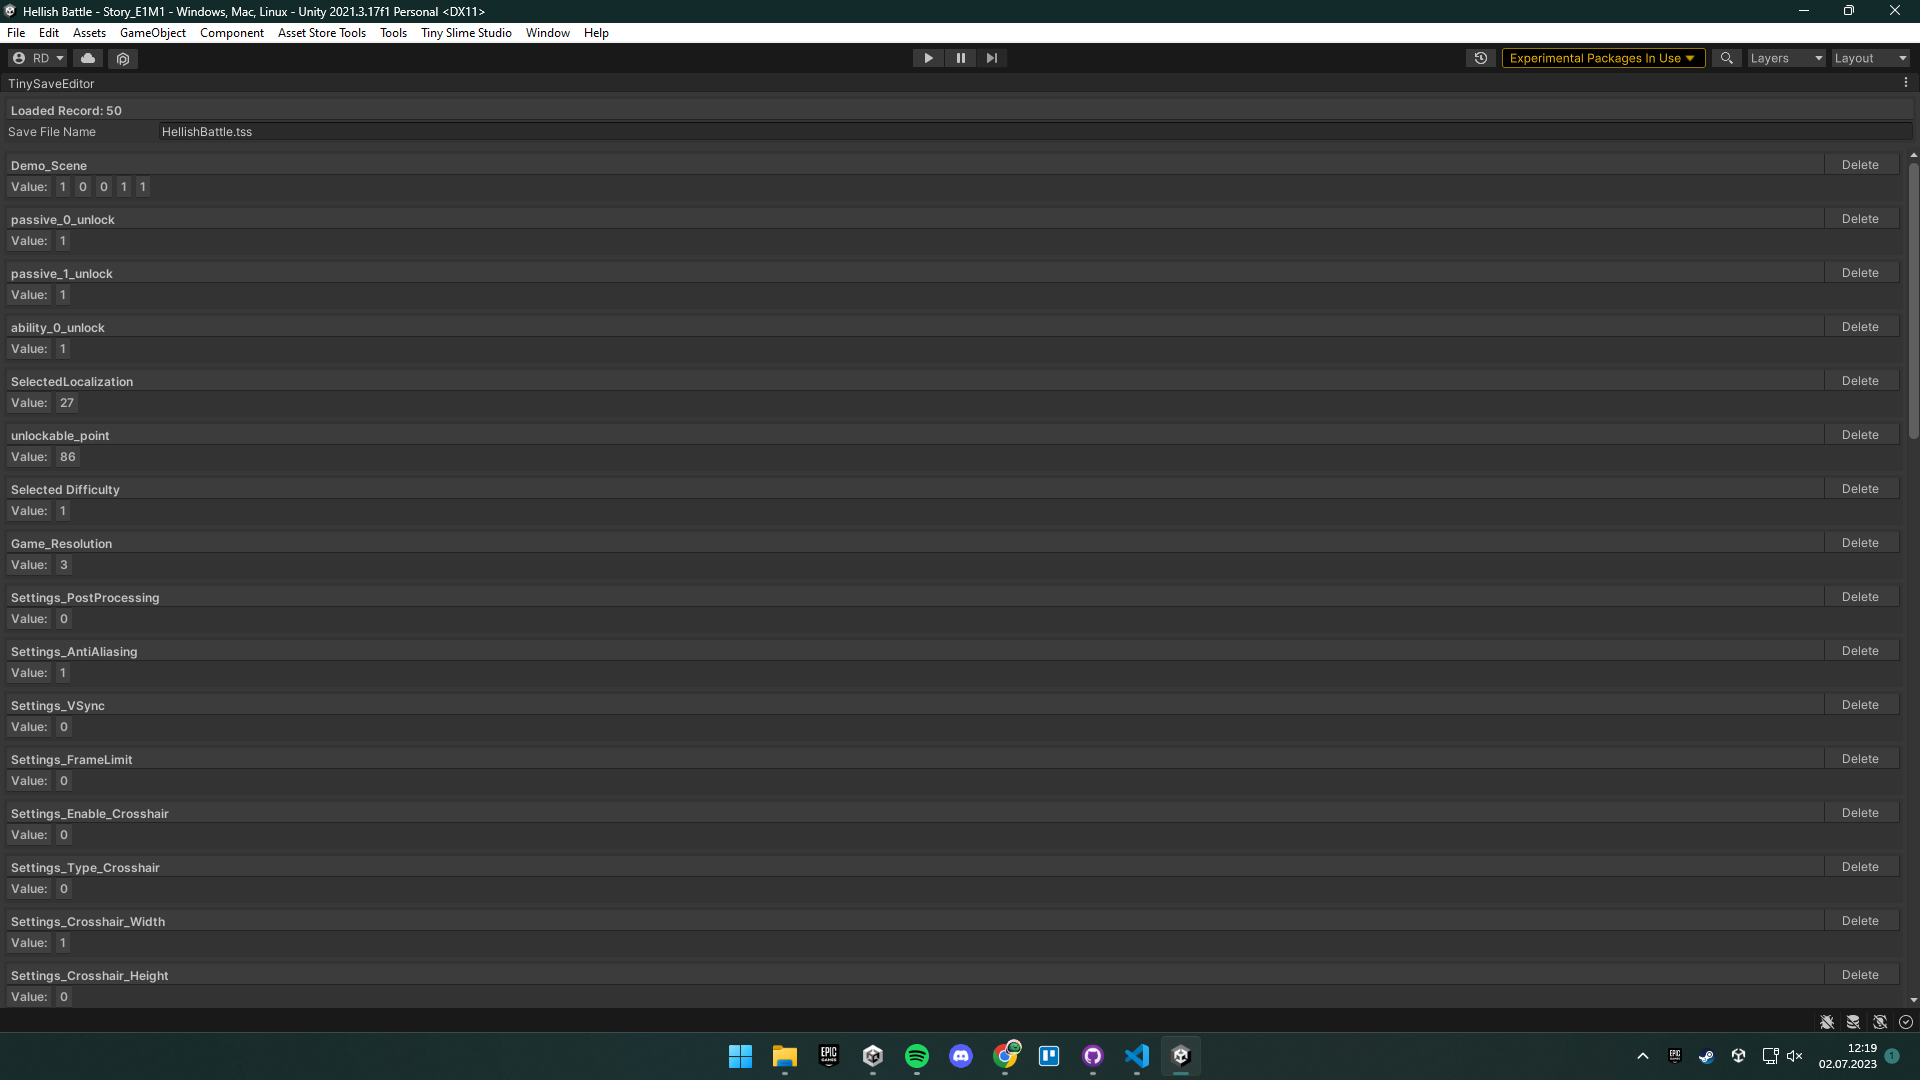 Hellish Battle - Story_E1M1 - Windows, Mac, Linux - Unity 2021.3.17f1 Personal <DX11>
File Edit Assets GameObject Component Asset Store Tools Tools Tiny Slime Studio Window Help
RD Experimental Packages In Use Layers Layout
TinySaveEditor
Loaded Record: 50
Save File Name HellishBattle.tss
Demo_Scene Delete
Value: 1 0 0 1 1
passive_0_unlock Delete
Value: 1
passive_1_unlock Delete
Value: 1
ability_0_unlock Delete
Value: 1
SelectedLocalization Delete
Value: 27
unlockable_point Delete
Value: 86
Selected Difficulty Delete
Value: 1
Game_Resolution Delete
Value: 3
Settings_PostProcessing Delete
Value: 0
Settings_AntiAliasing Delete
Value: 1
Settings_VSync Delete
Value: 0
Settings_FrameLimit Delete
Value: 0
Settings_Enable_Crosshair Delete
Value: 0
Settings_Type_Crosshair Delete
Value: 0
Settings_Crosshair_Width Delete
Value: 1
Settings_Crosshair_Height Delete
Value: 0
EPIC GAMES
12:19
02.07.2023 1